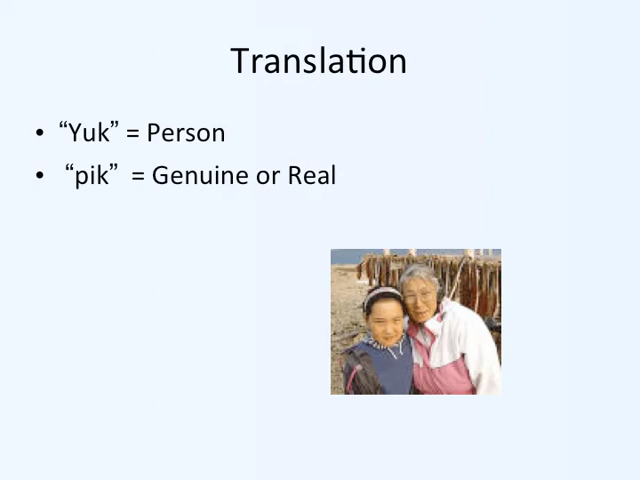 Translation
• “Yuk” = Person
• “pik” = Genuine or Real